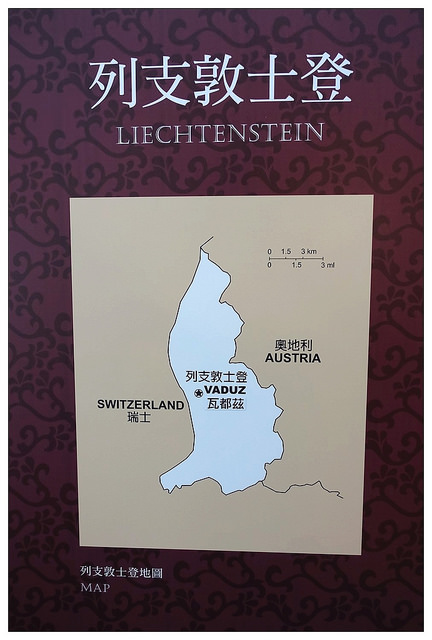 列支敦士登
LIECHTENSTEIN
0 1.5 3 km
0 1.5 3 mi
奧地利
AUSTRIA
列支敦士登
VADUZ
瓦都茲
SWITZERLAND
瑞士
列支敦士登地圖
MAP